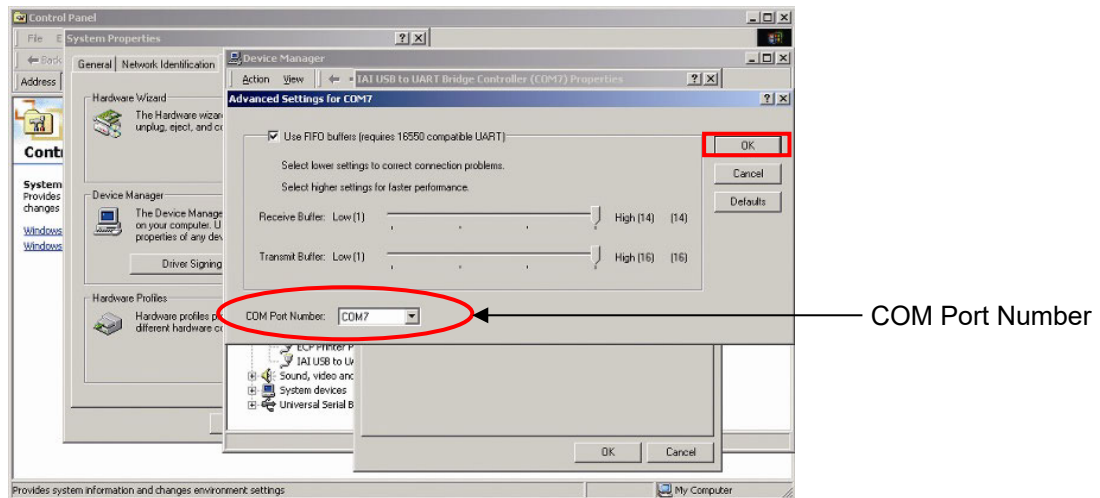 Control Panel
File E
System Properties
Back
Device Manager
General Network Identification
Action View
IAI USB to UART Bridge Controller (COM7) Properties
Address
Advanced Settings for COM7
Hardware Wizard
The Hardware wizar
unplug, eject, and co
Use FIFO buffers (requires 16550 compatible UART)
OK
Select lower settings to correct connection problems.
Cancel
Select higher settings for faster performance.
Defaults
Conti
System
Provides
changes
Windows
Windows
Device Manager
The Device Manage
on your computer. U
properties of any dev
Driver Signing
Receive Buffer: Low (1) High (14) (14)
Transmit Buffer: Low (1) High (16) (16)
Hardware Profiles
Hardware profiles p
different hardware co
COM Port Number: COM7
COM Port Number
ECP Printer P
IAI USB to UA
Sound, video and
System devices
Universal Serial B
OK Cancel
Provides system information and changes environment settings
My Computer